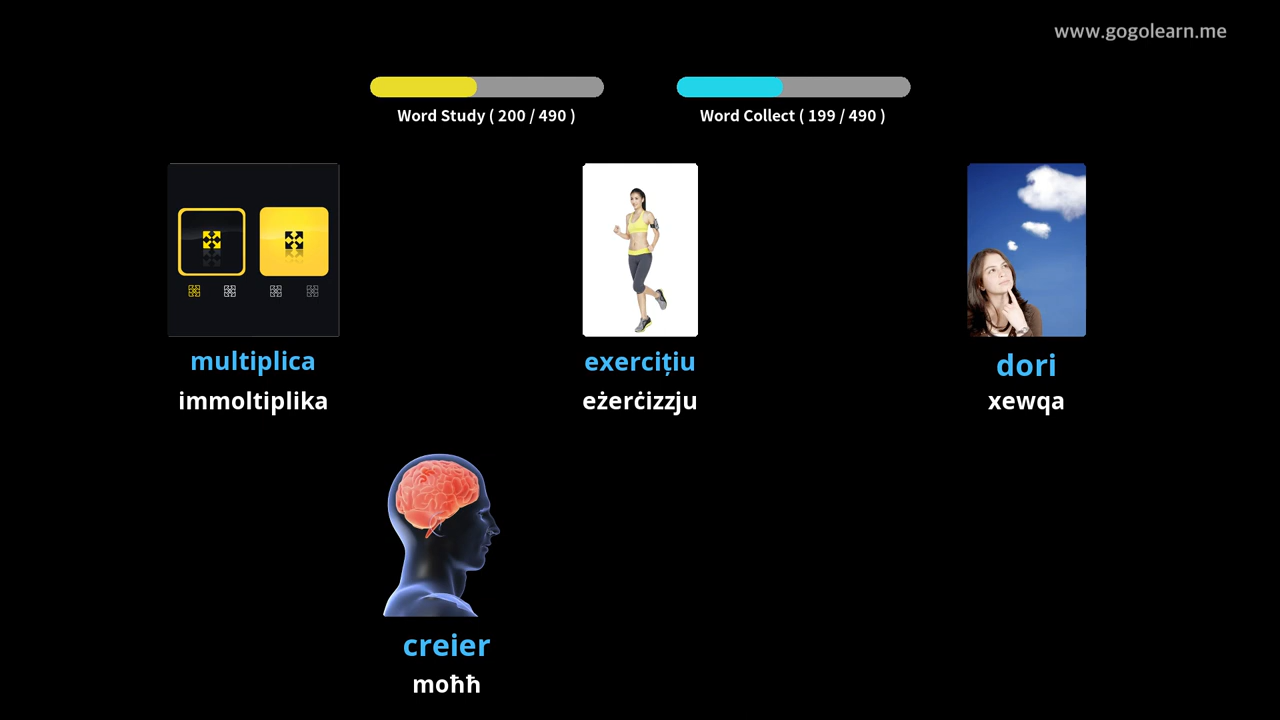 www.gogolearn.me
Word Study ( 200 / 490 )
Word Collect ( 199 / 490 )
multiplica
immoltiplika
exercițiu
eżerċizzju
dori
xewqa
creier
moħħ